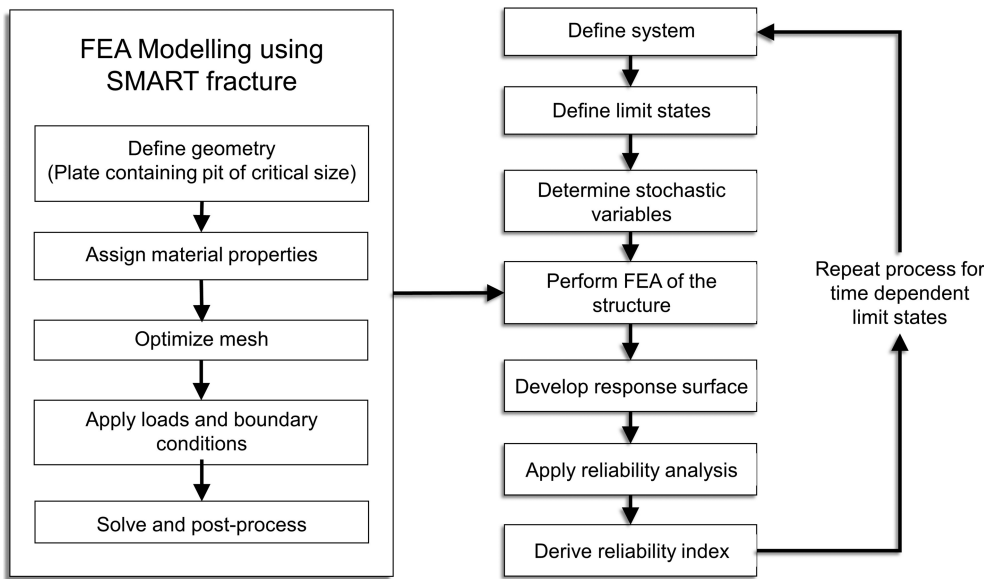 FEA Modelling using
SMART fracture
Define geometry
(Plate containing pit of critical size)
Assign material properties
Optimize mesh
Apply loads and boundary
conditions
Solve and post-process
Define system
Define limit states
Determine stochastic
variables
Perform FEA of the
structure
Develop response surface
Apply reliability analysis
Derive reliability index
Repeat process for
time dependent
limit states